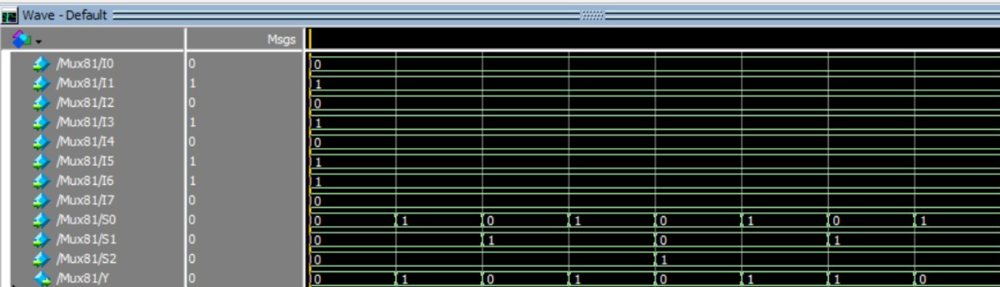 Wave - Default
Msgs
/Mux81/I0 0 0
/Mux81/I1 1 1
/Mux81/I2 0 0
/Mux81/I3 1 1
/Mux81/I4 0 0
/Mux81/I5 1 1
/Mux81/I6 1 1
/Mux81/I7 0 0
/Mux81/S0 0 0 1 0 1 0 1 0 1
/Mux81/S1 0 0 1 0 1
/Mux81/S2 0 0 1
/Mux81/Y 0 0 1 0 1 0 1 1 0